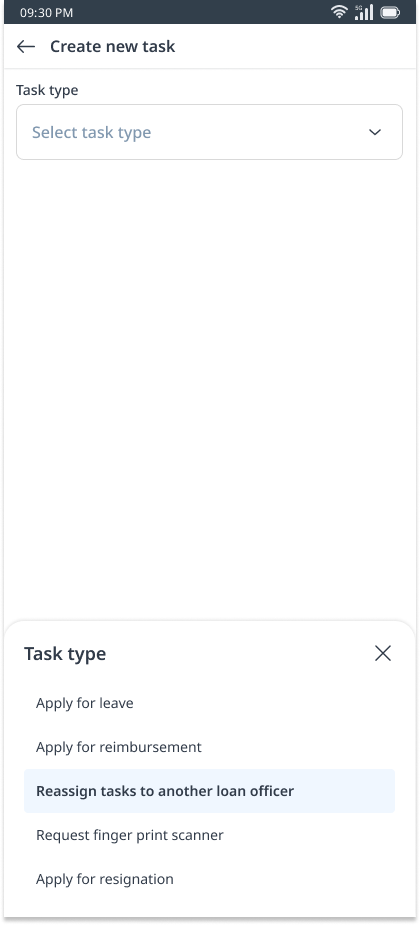 09:30 PM
5G
Create new task
Task type
Select task type
Task type
Apply for leave
Apply for reimbursement
Reassign tasks to another loan officer
Request finger print scanner
Apply for resignation